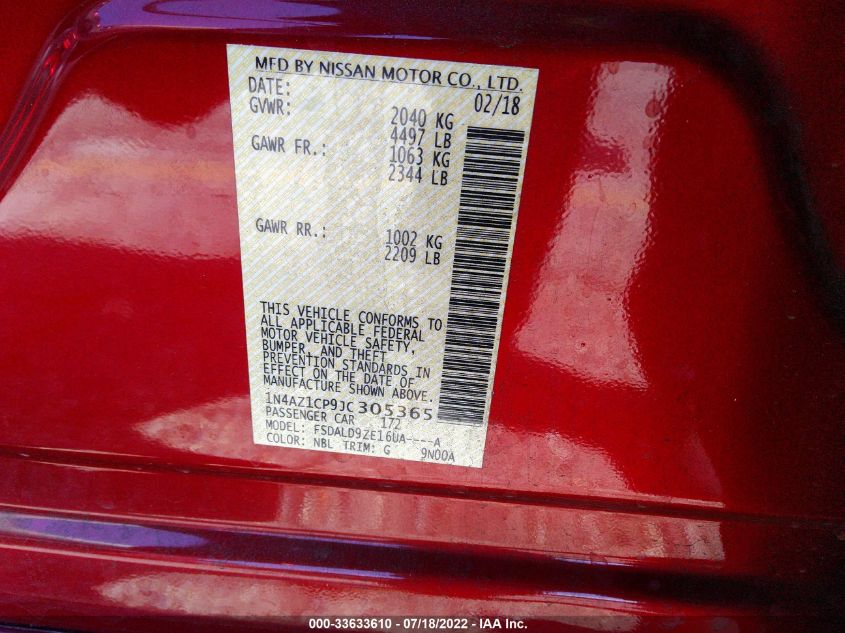 MFD BY NISSAN MOTOR CO., LTD.
DATE: 02/18
GVWR: 2040 KG
4497 LB
GAWR FR.: 1063 KG
2344 LB
GAWR RR.: 1002 KG
2209 LB
THIS VEHICLE CONFORMS TO
ALL APPLICABLE FEDERAL
MOTOR VEHICLE SAFETY,
BUMPER, AND THEFT
PREVENTION STANDARDS IN
EFFECT ON THE DATE OF
MANUFACTURE SHOWN ABOVE.
1N4AZ1CP9JC305365
PASSENGER CAR 172
MODEL: FSDALD9ZE16UA----A
COLOR: NBL TRIM: G 9N00A
000-33633610 - 07/18/2022 - IAA Inc.